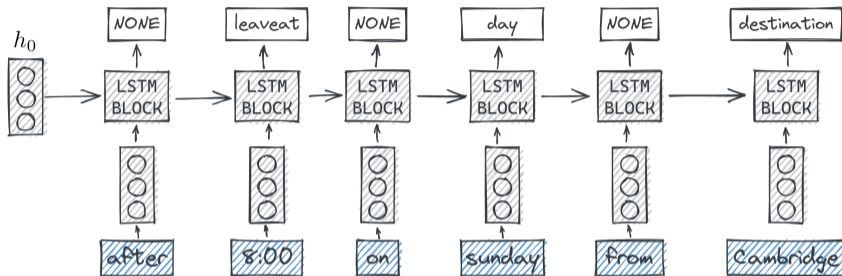 NONE leaveat NONE day NONE destination
h₀
LSTM BLOCK LSTM BLOCK LSTM BLOCK LSTM BLOCK LSTM BLOCK LSTM BLOCK
after 8:00 on sunday from Cambridge